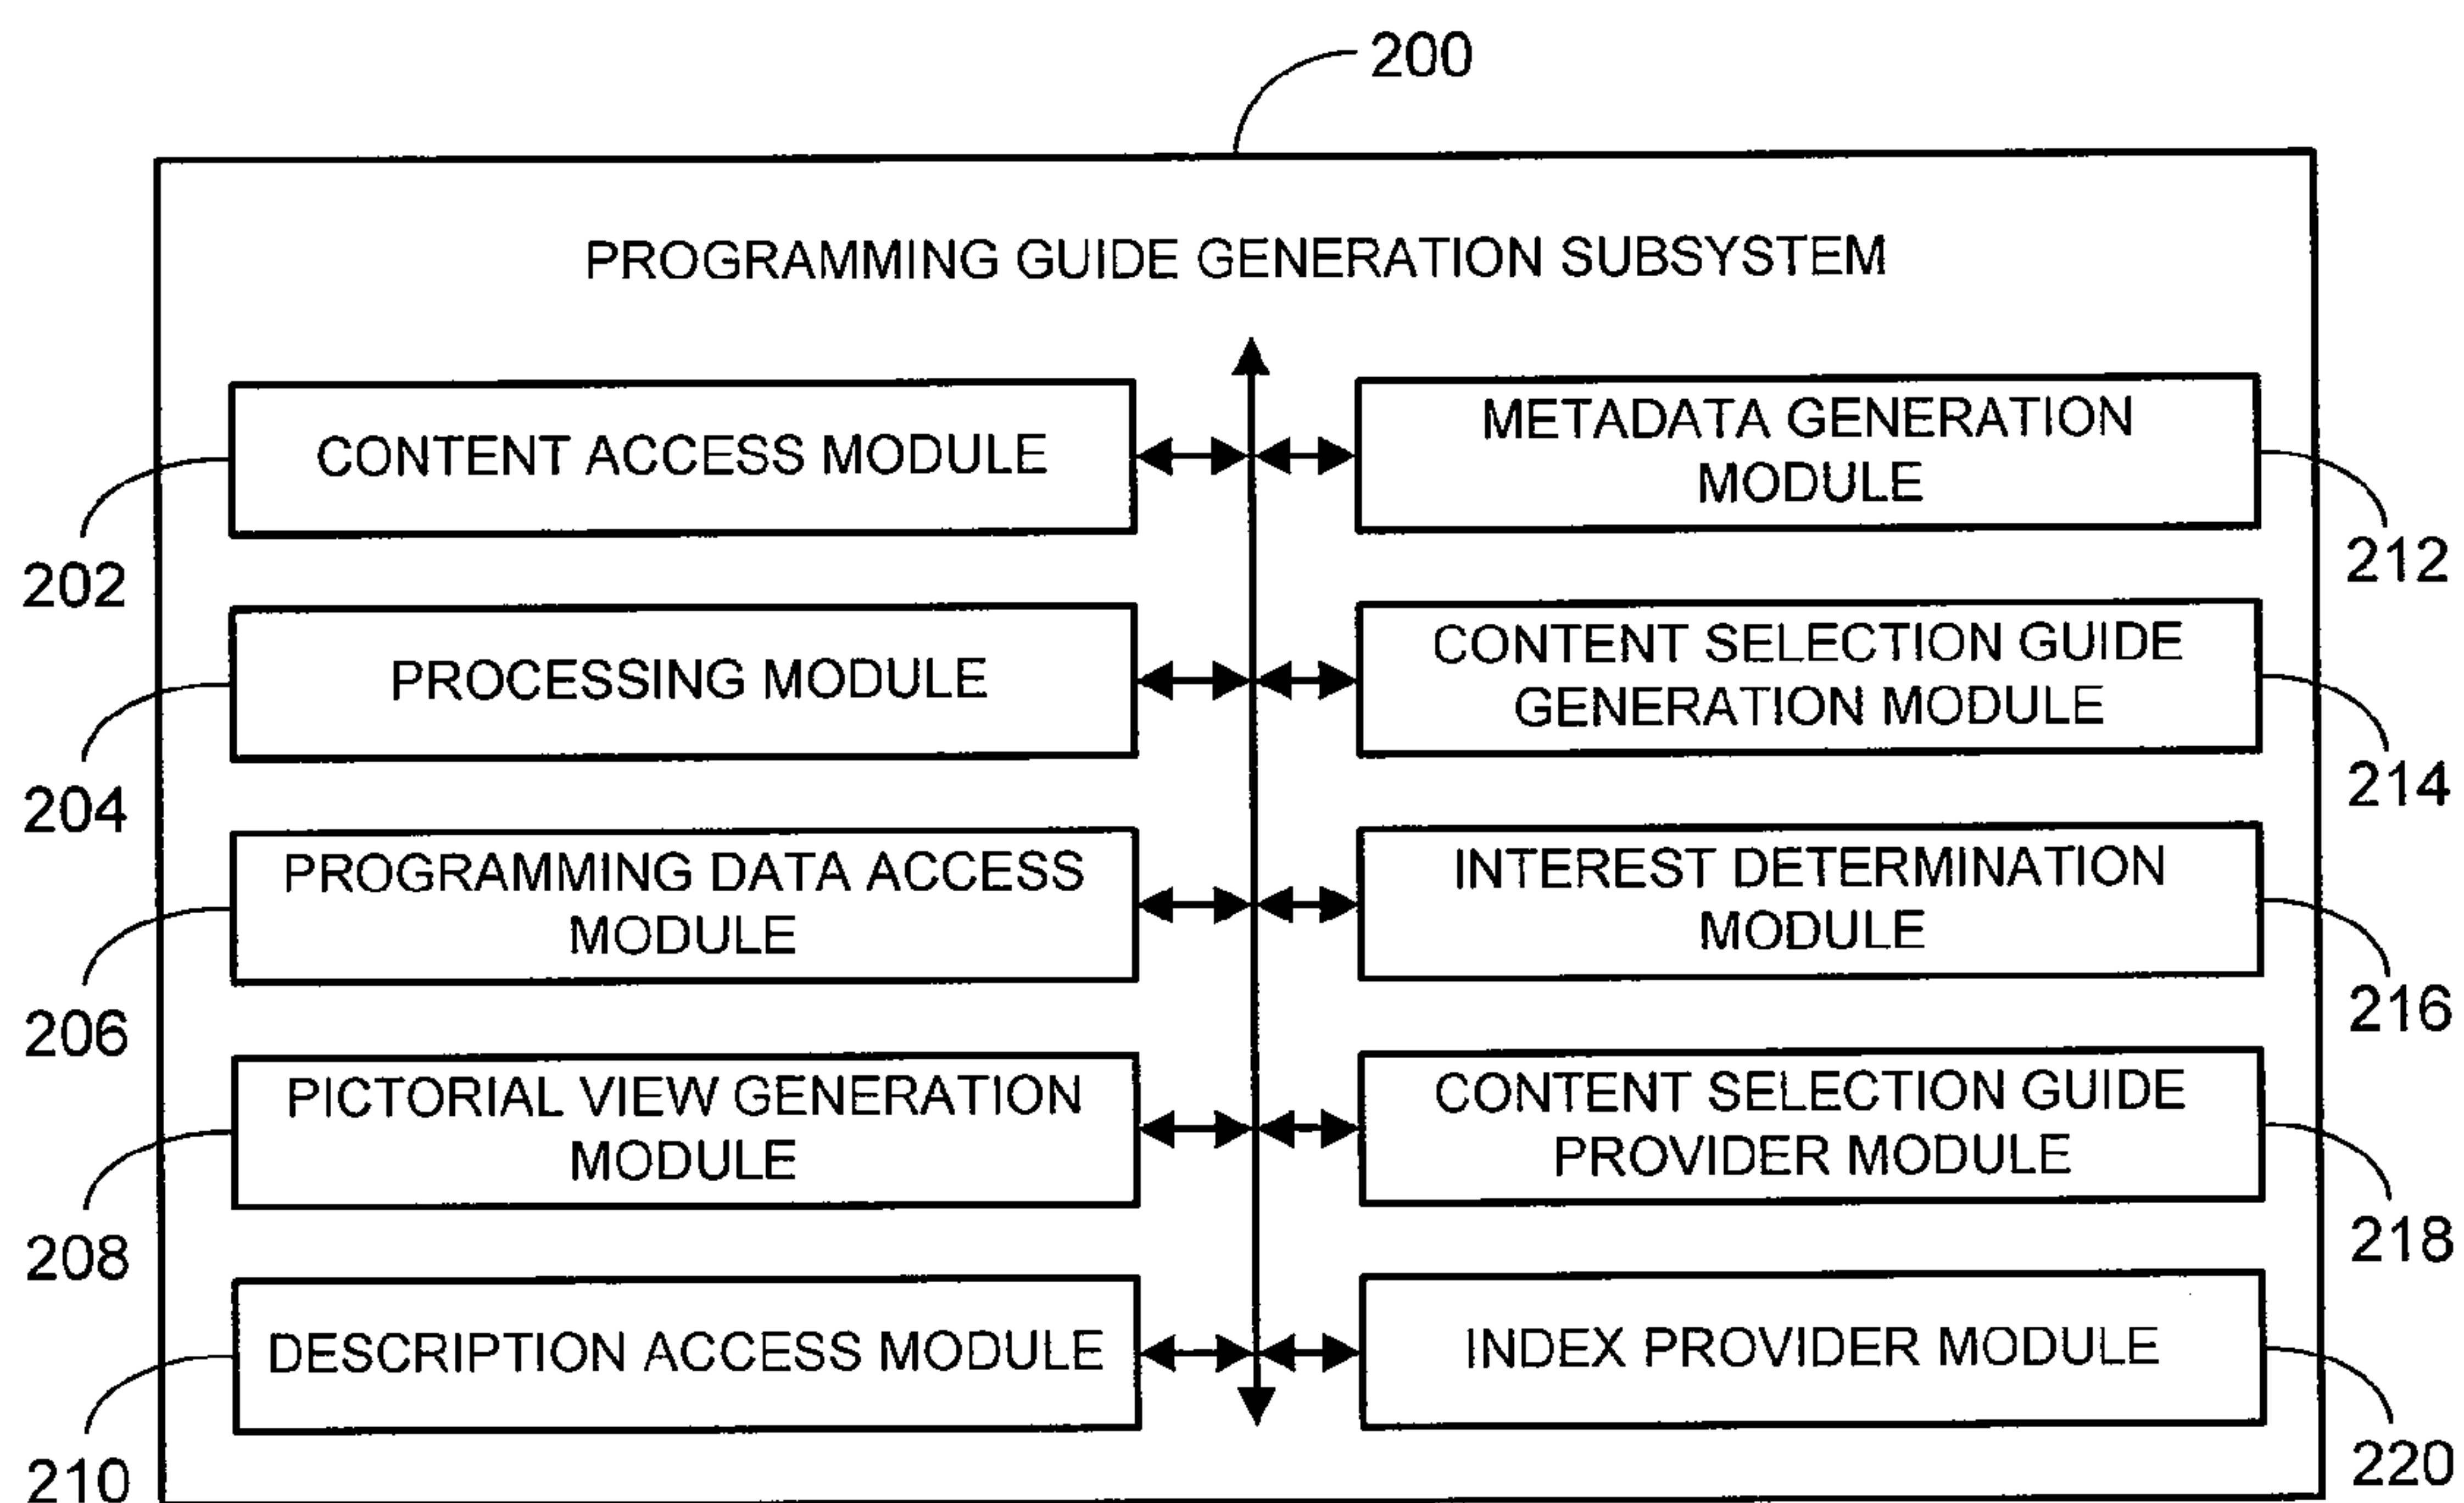 200
PROGRAMMING GUIDE GENERATION SUBSYSTEM
CONTENT ACCESS MODULE
202
PROCESSING MODULE
204
PROGRAMMING DATA ACCESS
MODULE
206
PICTORIAL VIEW GENERATION
MODULE
208
DESCRIPTION ACCESS MODULE
210
METADATA GENERATION
MODULE
212
CONTENT SELECTION GUIDE
GENERATION MODULE
214
INTEREST DETERMINATION
MODULE
216
CONTENT SELECTION GUIDE
PROVIDER MODULE
218
INDEX PROVIDER MODULE
220